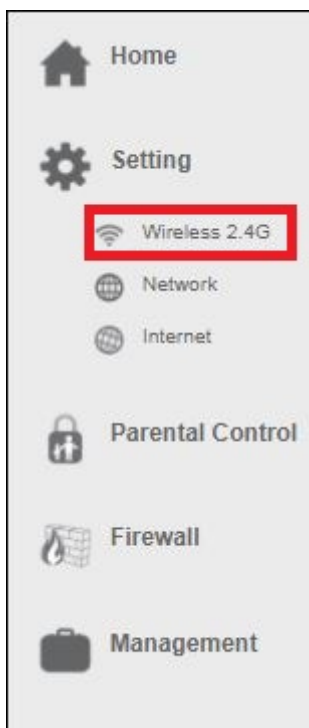 Home
Setting
Wireless 2.4G
Network
Internet
Parental Control
Firewall
Management